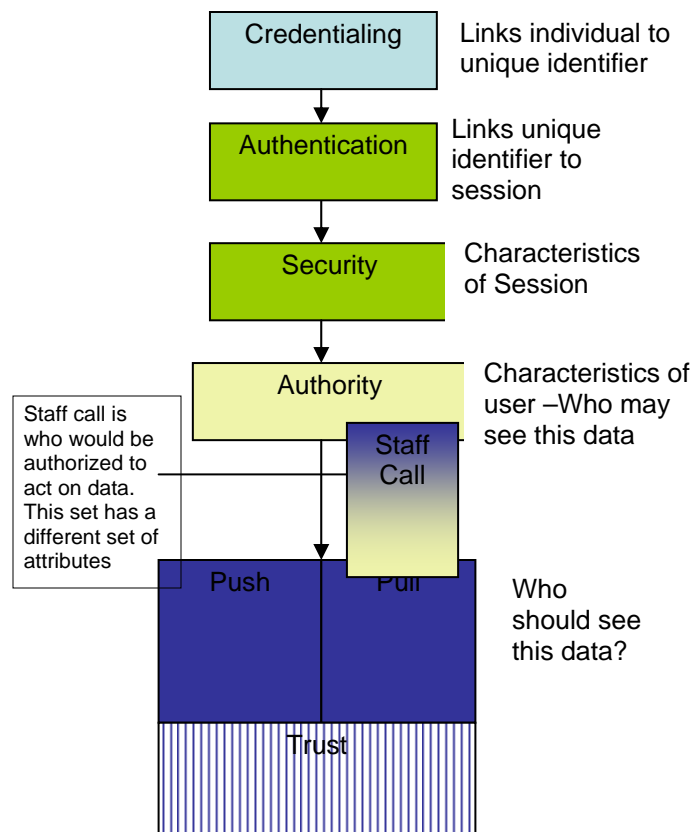 Credentialing
Links individual to
unique identifier
Authentication
Links unique
identifier to
session
Security
Characteristics
of Session
Authority
Characteristics of
user –Who may
see this data
Staff call is
who would be
authorized to
act on data.
This set has a
different set of
attributes
Staff
Call
Push
Pull
Who
should see
this data?
Trust